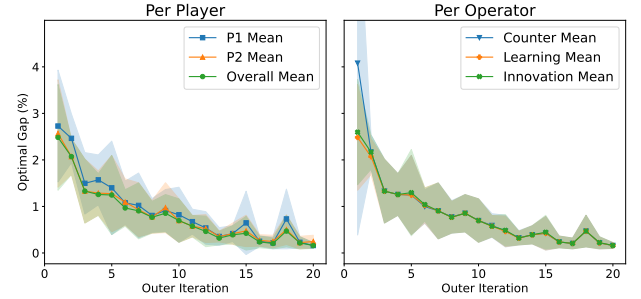 Per Player
Per Operator
P1 Mean
P2 Mean
Overall Mean
Counter Mean
Learning Mean
Innovation Mean
Optimal Gap (%)
4
3
2
1
0
0
5
10
15
20
0
5
10
15
20
Outer Iteration
Outer Iteration